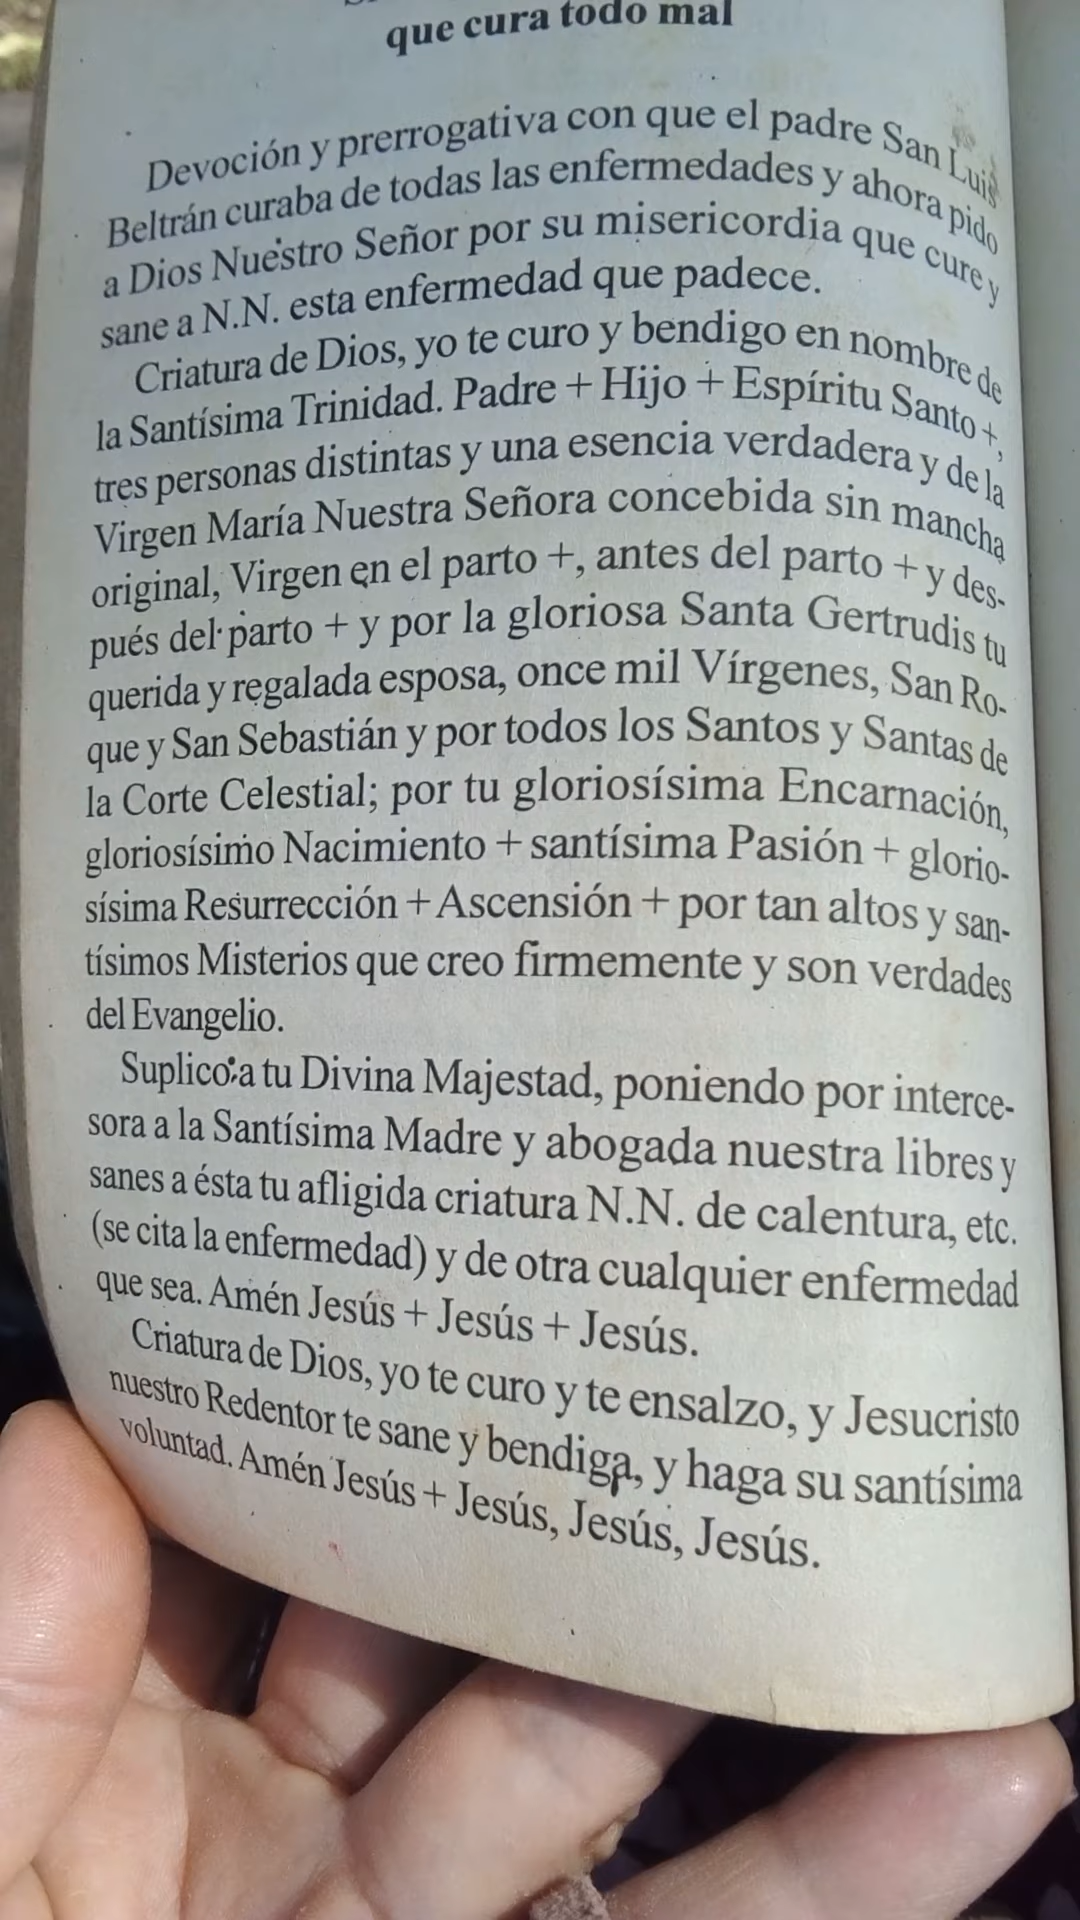 que cura todo mal
Devoción y prerrogativa con que el padre San Luis
Beltrán curaba de todas las enfermedades y ahora pido
a Dios Nuestro Señor por su misericordia que cure y
sane a N.N. esta enfermedad que padece.
Criatura de Dios, yo te curo y bendigo en nombre de
la Santísima Trinidad. Padre + Hijo + Espíritu Santo +,
tres personas distintas y una esencia verdadera y de la
Virgen María Nuestra Señora concebida sin mancha
original, Virgen en el parto +, antes del parto + y des-
pués del parto + y por la gloriosa Santa Gertrudis tu
querida y regalada esposa, once mil Vírgenes, San Ro-
que y San Sebastián y por todos los Santos y Santas de
la Corte Celestial; por tu gloriosísima Encarnación,
gloriosísimo Nacimiento + santísima Pasión + glorio-
sísima Resurrección + Ascensión + por tan altos y san-
tísimos Misterios que creo firmemente y son verdades
del Evangelio.
Suplico a tu Divina Majestad, poniendo por interce-
sora a la Santísima Madre y abogada nuestra libres y
sanes a ésta tu afligida criatura N.N. de calentura, etc.
(se cita la enfermedad) y de otra cualquier enfermedad
que sea. Amén Jesús + Jesús + Jesús.
Criatura de Dios, yo te curo y te ensalzo, y Jesucristo
nuestro Redentor te sane y bendiga, y haga su santísima
voluntad. Amén Jesús + Jesús, Jesús, Jesús.